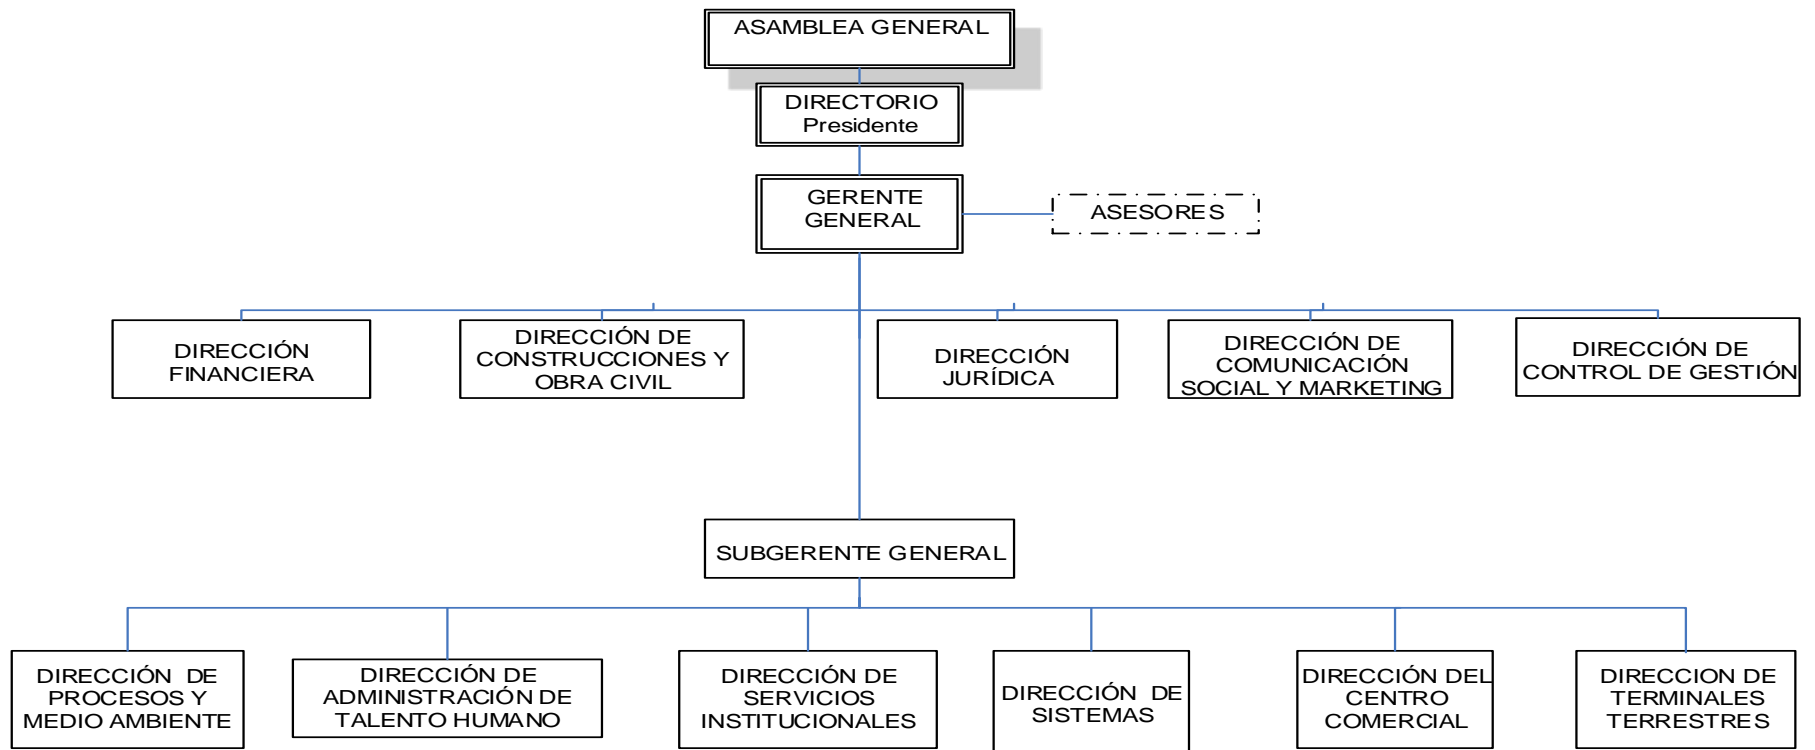 ASAMBLEA GENERAL
DIRECTORIO
Presidente
GERENTE
GENERAL
ASESORES
DIRECCIÓN
FINANCIERA
DIRECCIÓN DE
CONSTRUCCIONES Y
OBRA CIVIL
DIRECCIÓN
JURÍDICA
DIRECCIÓN DE
COMUNICACIÓN
SOCIAL Y MARKETING
DIRECCIÓN DE
CONTROL DE GESTIÓN
SUBGERENTE GENERAL
DIRECCIÓN DE
PROCESOS Y
MEDIO AMBIENTE
DIRECCIÓN DE
ADMINISTRACIÓN DE
TALENTO HUMANO
DIRECCIÓN DE
SERVICIOS
INSTITUCIONALES
DIRECCIÓN DE
SISTEMAS
DIRECCIÓN DEL
CENTRO
COMERCIAL
DIRECCION DE
TERMINALES
TERRESTRES